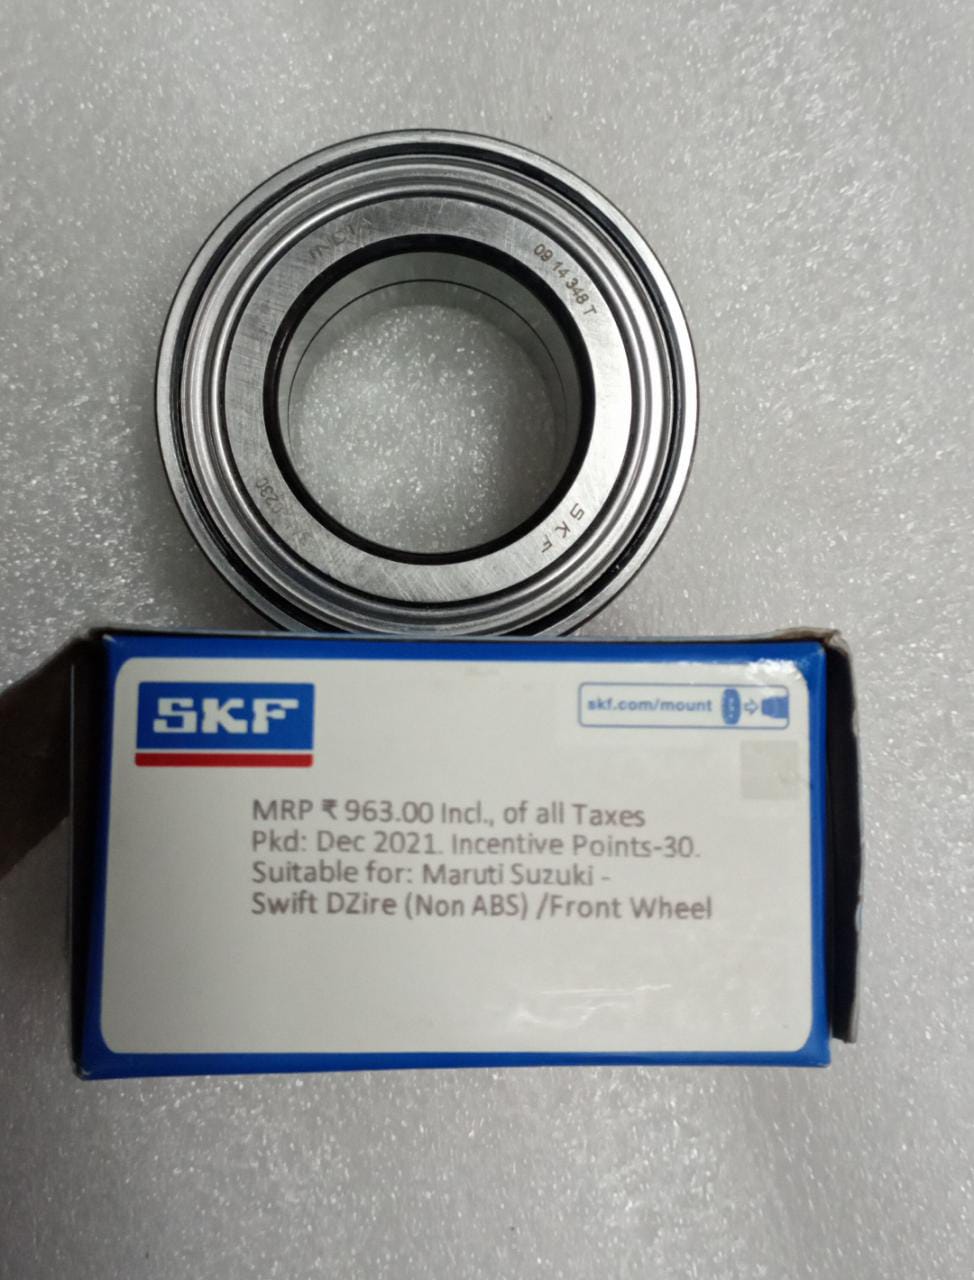 INDIA
09 14 348 T
230
SKF
SKF
skf.com/mount
MRP ₹ 963.00 Incl., of all Taxes
Pkd: Dec 2021. Incentive Points-30.
Suitable for: Maruti Suzuki -
Swift DZire (Non ABS) /Front Wheel